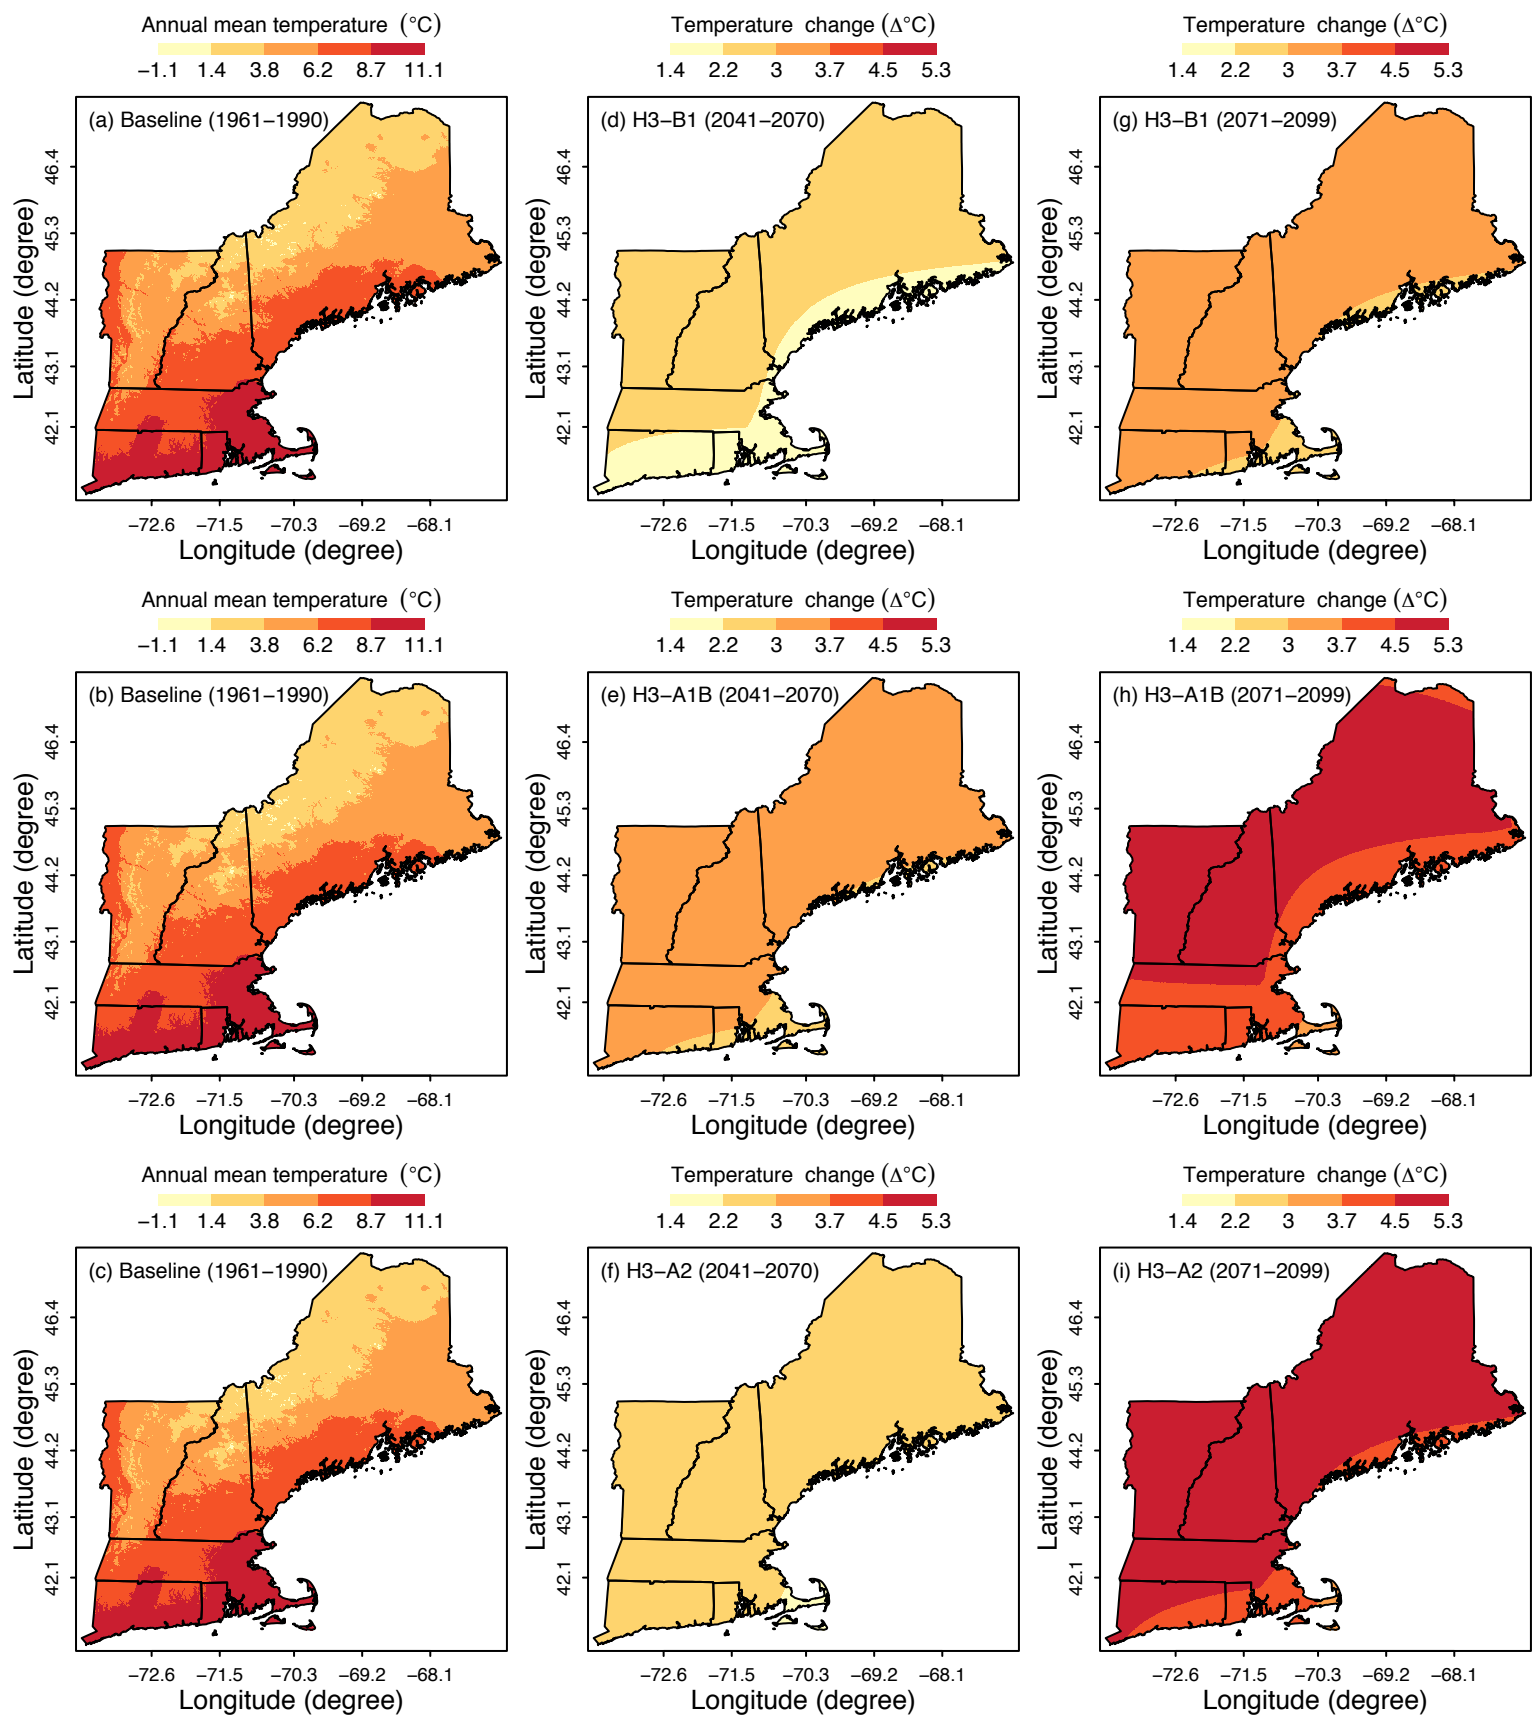 Annual mean temperature (°C)
−1.1 1.4 3.8 6.2 8.7 11.1
(a) Baseline (1961−1990)
Latitude (degree)
46.4
45.3
44.2
43.1
42.1
−72.6 −71.5 −70.3 −69.2 −68.1
Longitude (degree)
Temperature change (Δ°C)
1.4 2.2 3 3.7 4.5 5.3
(d) H3−B1 (2041−2070)
Latitude (degree)
46.4
45.3
44.2
43.1
42.1
−72.6 −71.5 −70.3 −69.2 −68.1
Longitude (degree)
Temperature change (Δ°C)
1.4 2.2 3 3.7 4.5 5.3
(g) H3−B1 (2071−2099)
Latitude (degree)
46.4
45.3
44.2
43.1
42.1
−72.6 −71.5 −70.3 −69.2 −68.1
Longitude (degree)
Annual mean temperature (°C)
−1.1 1.4 3.8 6.2 8.7 11.1
(b) Baseline (1961−1990)
Latitude (degree)
46.4
45.3
44.2
43.1
42.1
−72.6 −71.5 −70.3 −69.2 −68.1
Longitude (degree)
Temperature change (Δ°C)
1.4 2.2 3 3.7 4.5 5.3
(e) H3−A1B (2041−2070)
Latitude (degree)
46.4
45.3
44.2
43.1
42.1
−72.6 −71.5 −70.3 −69.2 −68.1
Longitude (degree)
Temperature change (Δ°C)
1.4 2.2 3 3.7 4.5 5.3
(h) H3−A1B (2071−2099)
Latitude (degree)
46.4
45.3
44.2
43.1
42.1
−72.6 −71.5 −70.3 −69.2 −68.1
Longitude (degree)
Annual mean temperature (°C)
−1.1 1.4 3.8 6.2 8.7 11.1
(c) Baseline (1961−1990)
Latitude (degree)
46.4
45.3
44.2
43.1
42.1
−72.6 −71.5 −70.3 −69.2 −68.1
Longitude (degree)
Temperature change (Δ°C)
1.4 2.2 3 3.7 4.5 5.3
(f) H3−A2 (2041−2070)
Latitude (degree)
46.4
45.3
44.2
43.1
42.1
−72.6 −71.5 −70.3 −69.2 −68.1
Longitude (degree)
Temperature change (Δ°C)
1.4 2.2 3 3.7 4.5 5.3
(i) H3−A2 (2071−2099)
Latitude (degree)
46.4
45.3
44.2
43.1
42.1
−72.6 −71.5 −70.3 −69.2 −68.1
Longitude (degree)